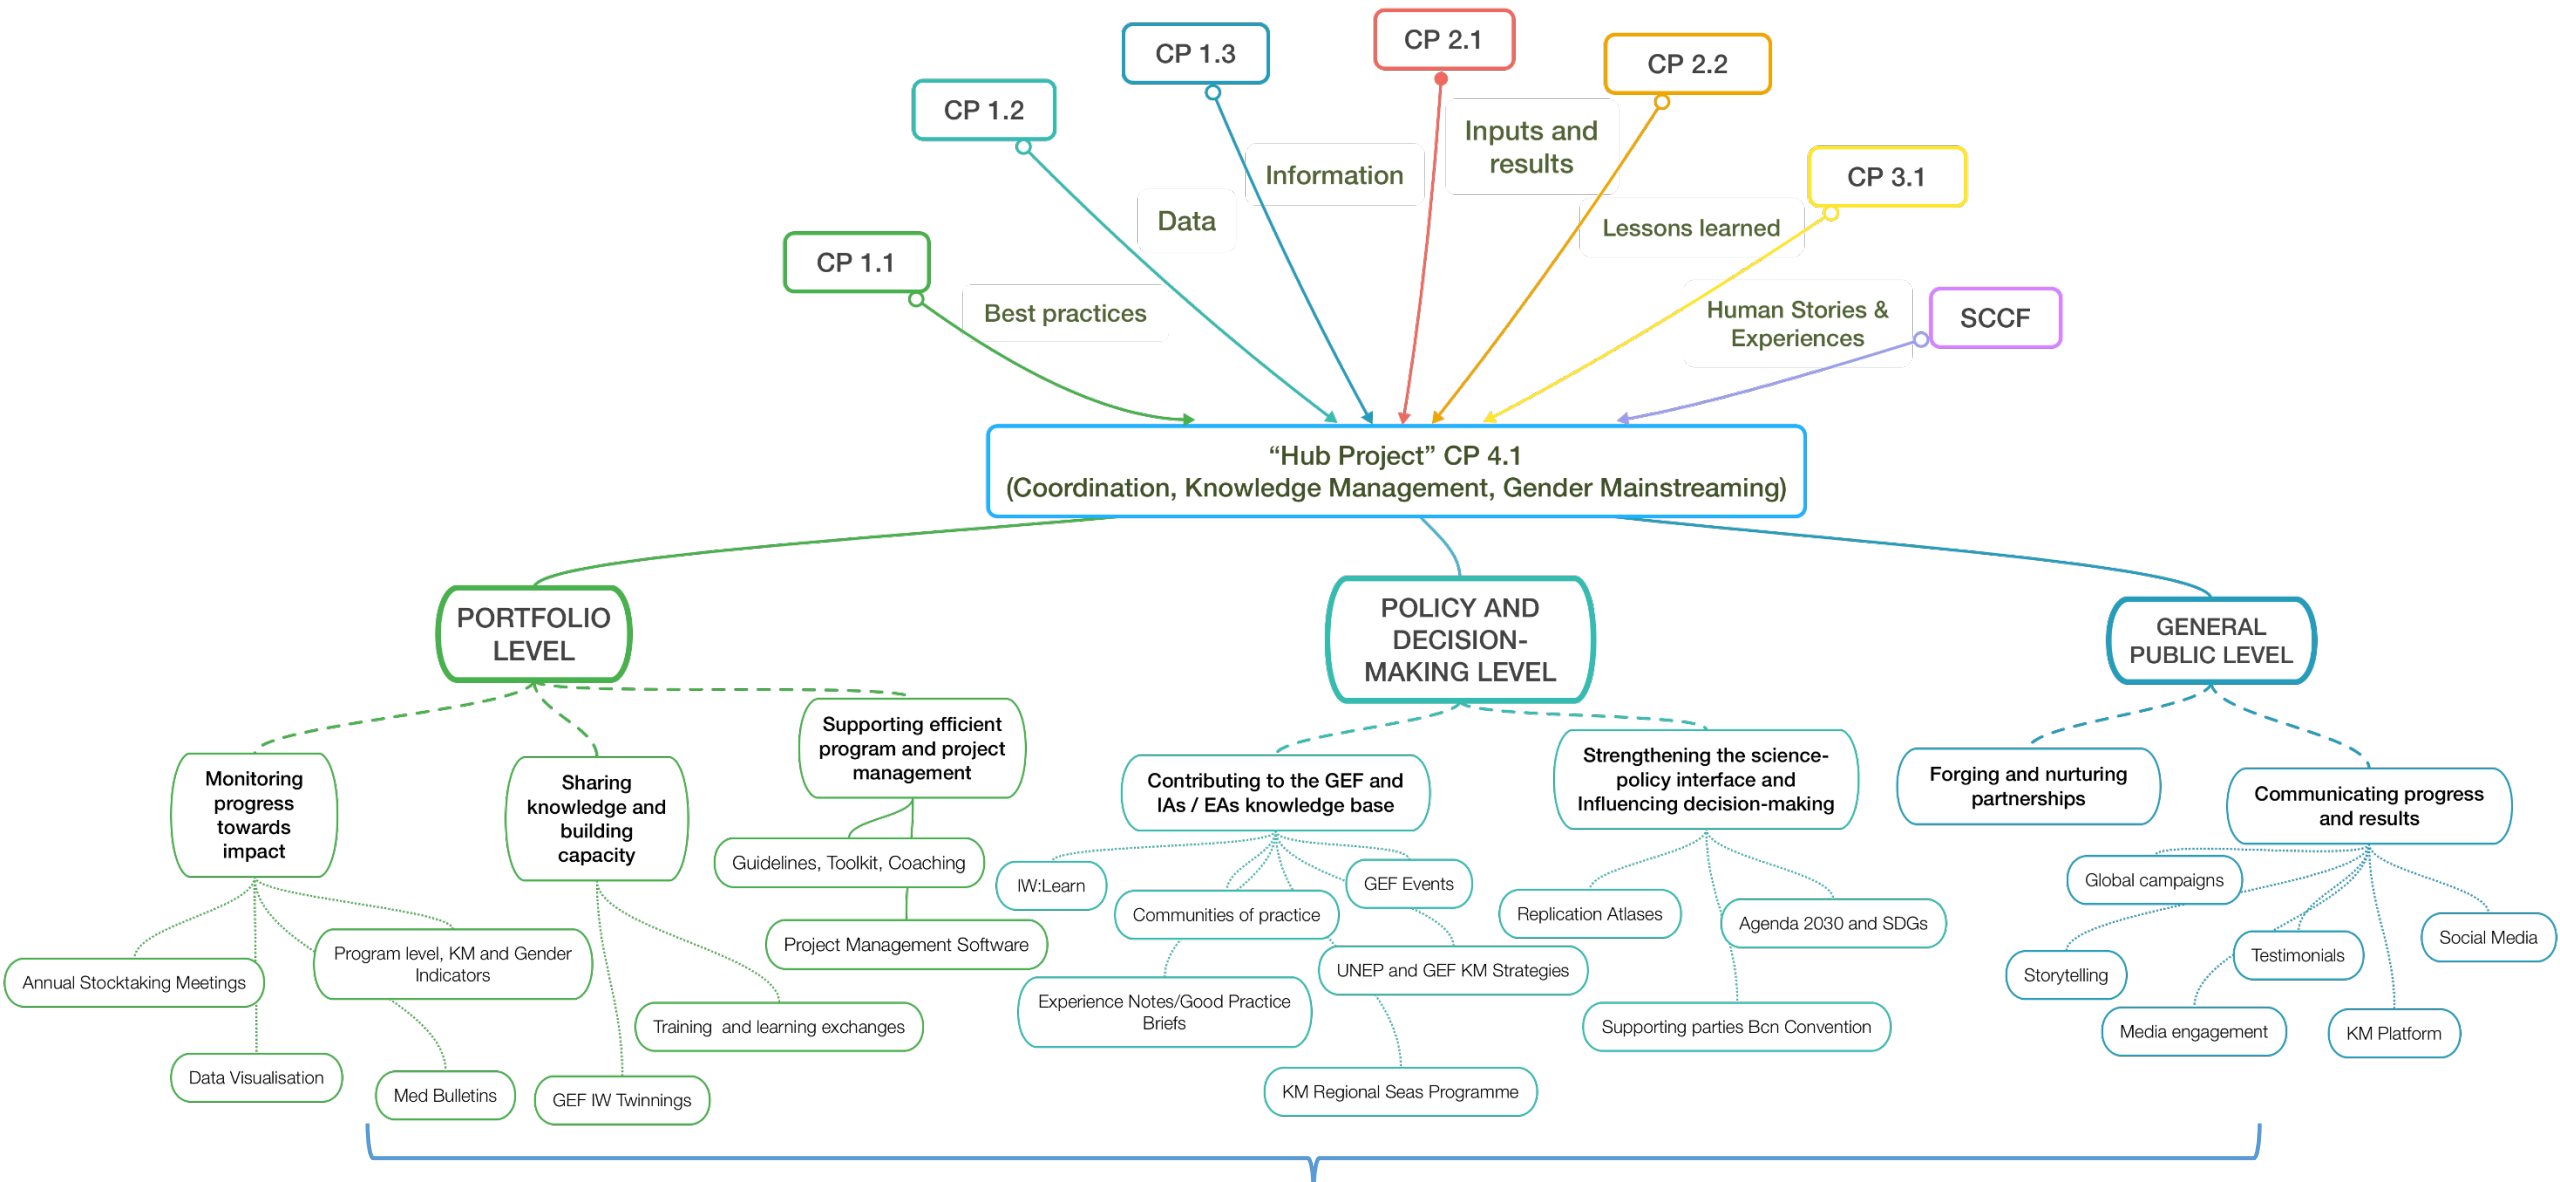 CP 2.1
CP 1.3
CP 2.2
CP 1.2
Inputs and
results
Information
CP 3.1
Data
Lessons learned
CP 1.1
Best practices
Human Stories &
Experiences
SCCF
“Hub Project” CP 4.1
(Coordination, Knowledge Management, Gender Mainstreaming)
PORTFOLIO
LEVEL
POLICY AND
DECISION-
MAKING LEVEL
GENERAL
PUBLIC LEVEL
Monitoring
progress
towards
impact
Sharing
knowledge and
building
capacity
Supporting efficient
program and project
management
Contributing to the GEF and
IAs / EAs knowledge base
Strengthening the science-
policy interface and
Influencing decision-making
Forging and nurturing
partnerships
Communicating progress
and results
Guidelines, Toolkit, Coaching
Project Management Software
Annual Stocktaking Meetings
Program level, KM and Gender
Indicators
Data Visualisation
Med Bulletins
Training and learning exchanges
GEF IW Twinnings
IW:Learn
Communities of practice
GEF Events
Experience Notes/Good Practice
Briefs
UNEP and GEF KM Strategies
KM Regional Seas Programme
Replication Atlases
Agenda 2030 and SDGs
Supporting parties Bcn Convention
Global campaigns
Storytelling
Testimonials
Social Media
Media engagement
KM Platform